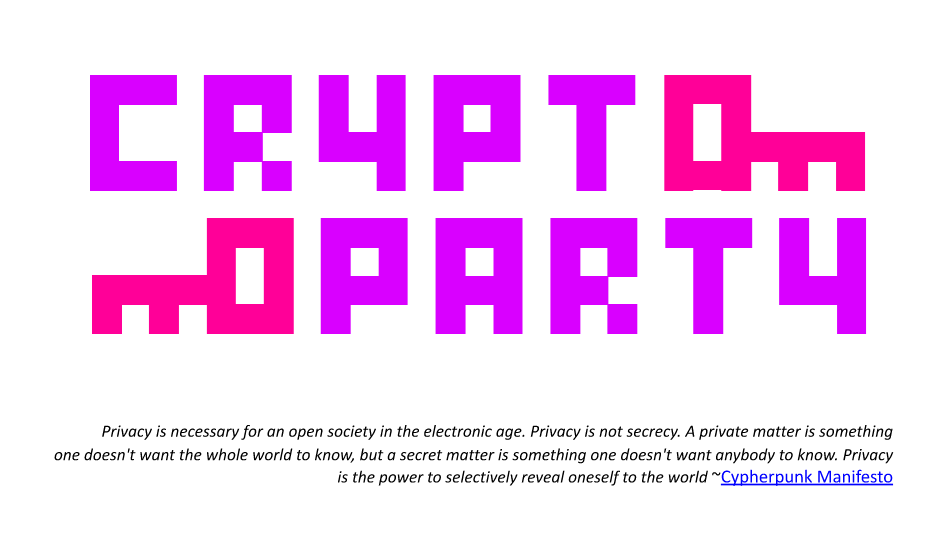 CRYPTO
PARTY
Privacy is necessary for an open society in the electronic age. Privacy is not secrecy. A private matter is something
one doesn't want the whole world to know, but a secret matter is something one doesn't want anybody to know. Privacy
is the power to selectively reveal oneself to the world ~Cypherpunk Manifesto